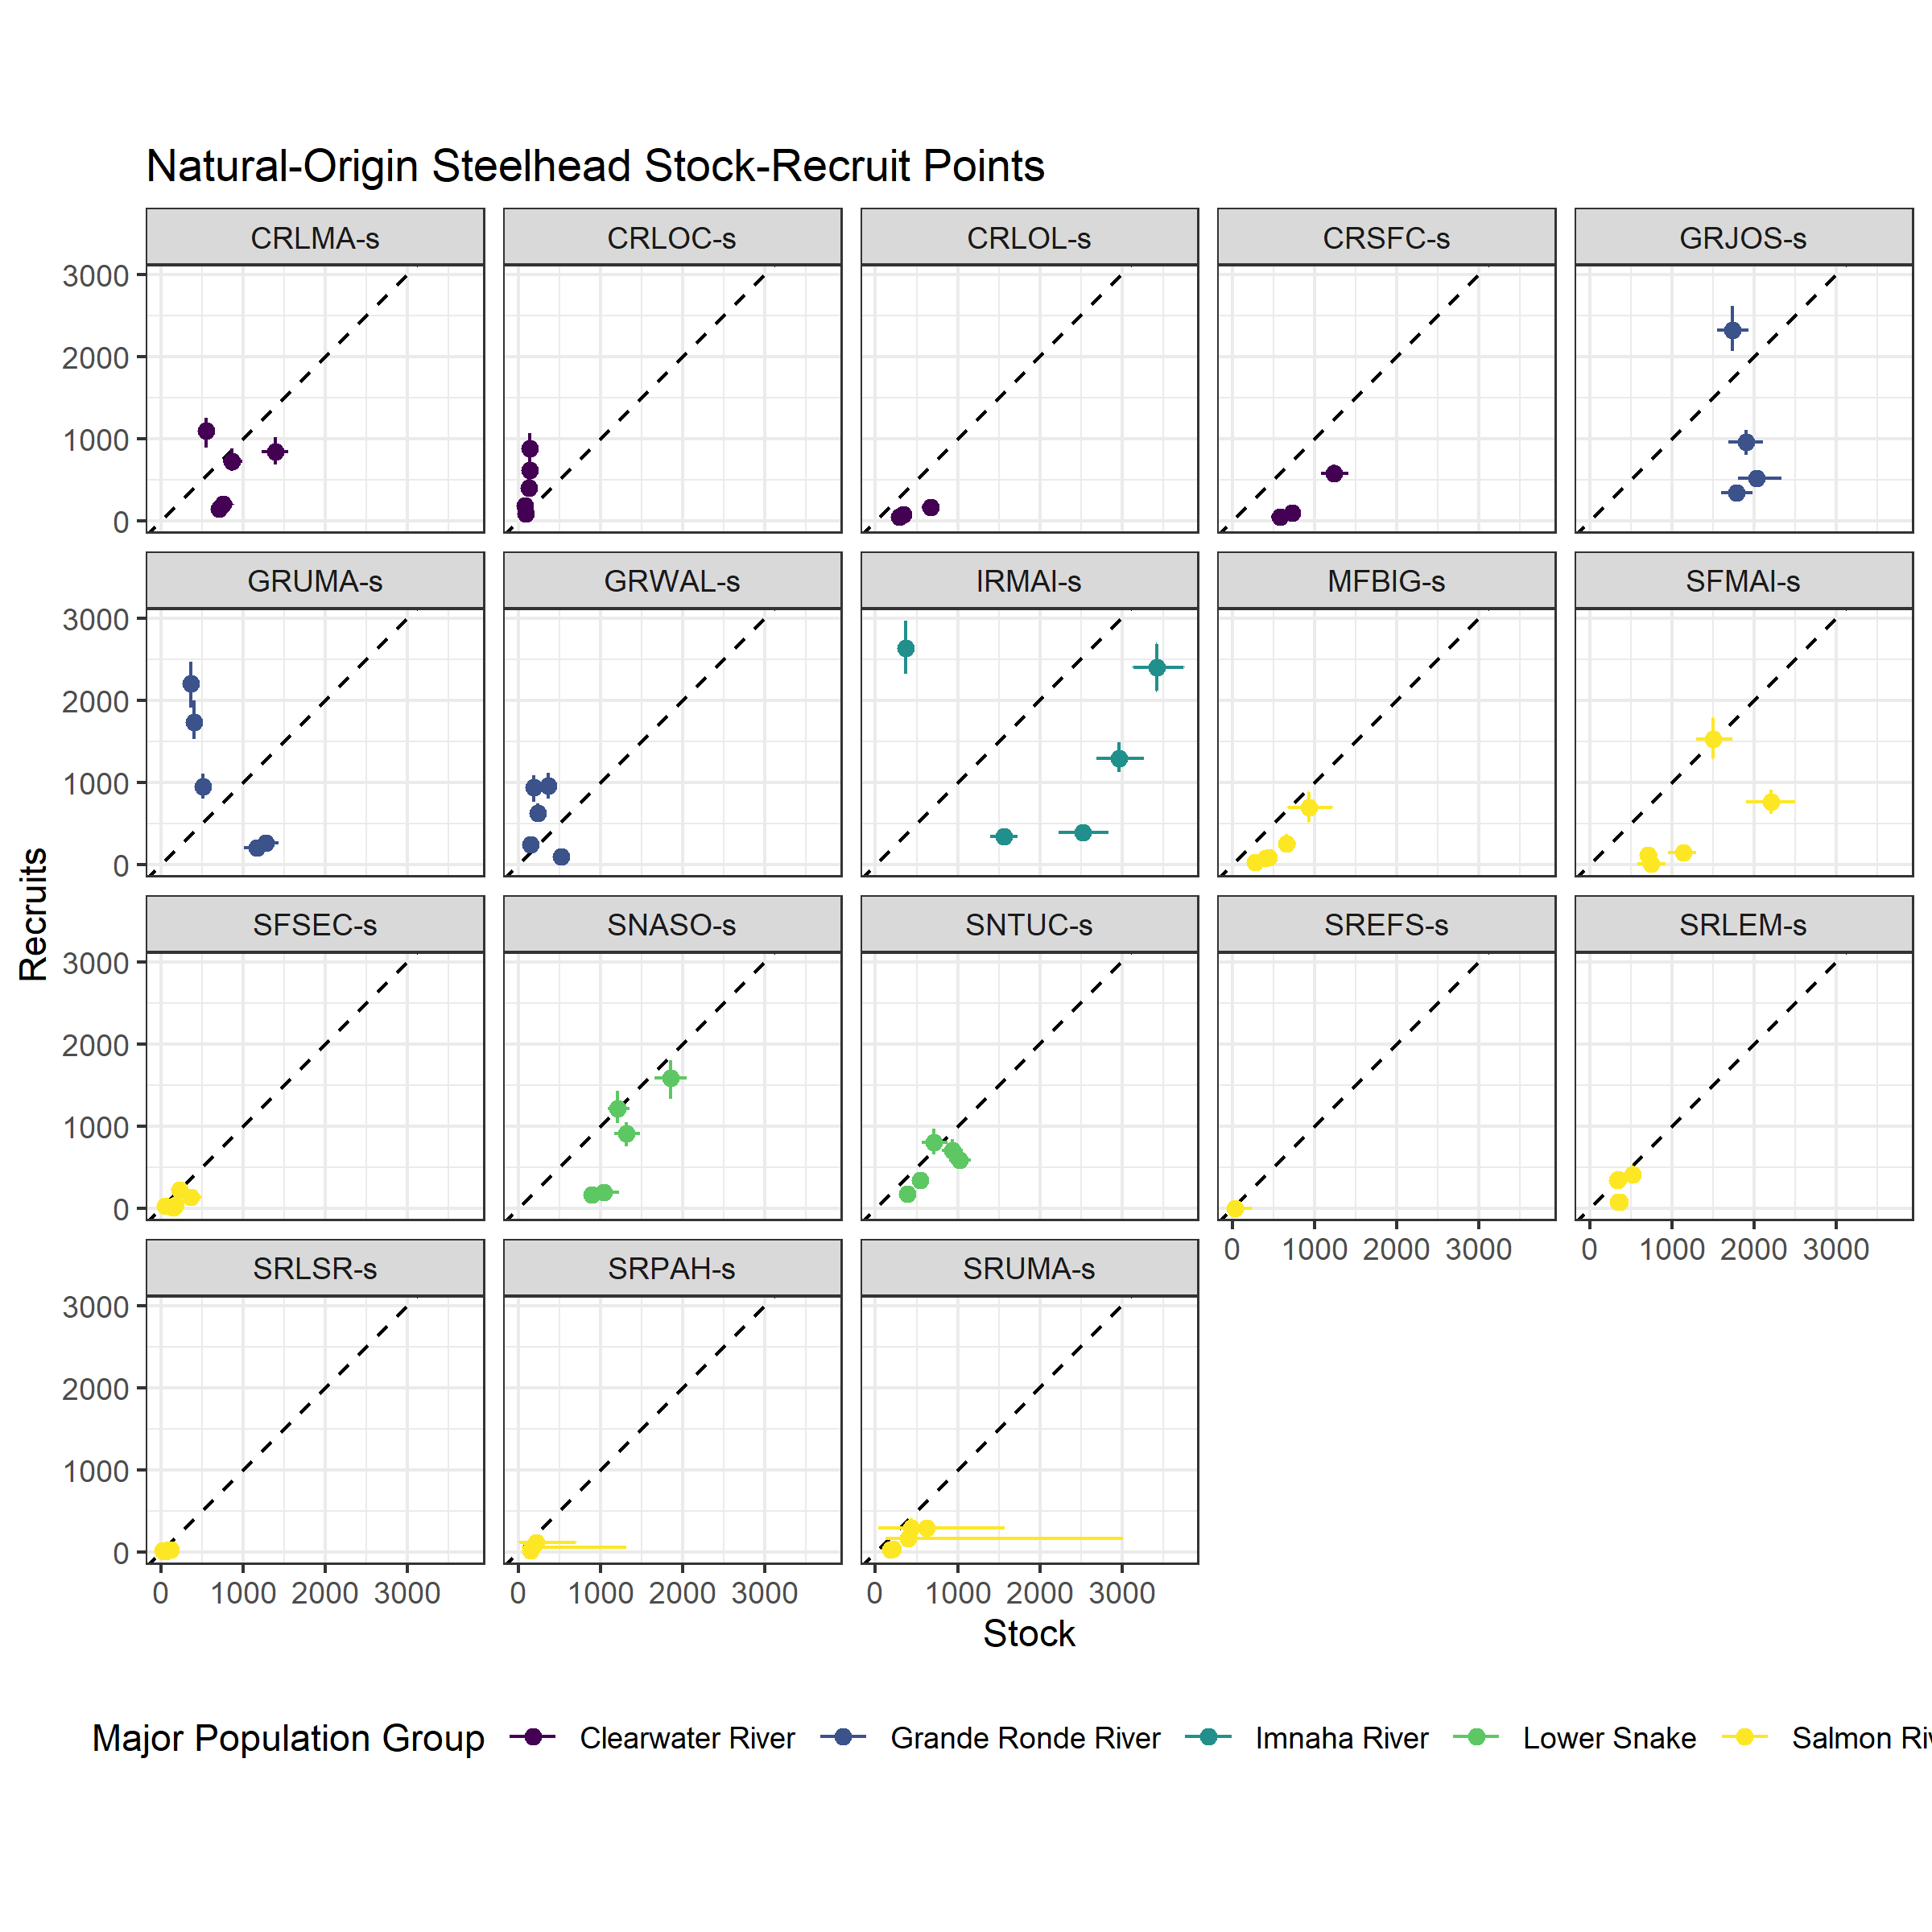 Natural-Origin Steelhead Stock-Recruit Points
CRLMA-s CRLOC-s CRLOL-s CRSFC-s GRJOS-s
3000
2000
1000
0
GRUMA-s GRWAL-s IRMAI-s MFBIG-s SFMAI-s
3000
2000
1000
0
Recruits
SFSEC-s SNASO-s SNTUC-s SREFS-s SRLEM-s
3000
2000
1000
0
0 1000 2000 3000 0 1000 2000 3000
SRLSR-s SRPAH-s SRUMA-s
3000
2000
1000
0
0 1000 2000 3000 0 1000 2000 3000 0 1000 2000 3000
Stock
Major Population Group Clearwater River Grande Ronde River Imnaha River Lower Snake Salmon Riv